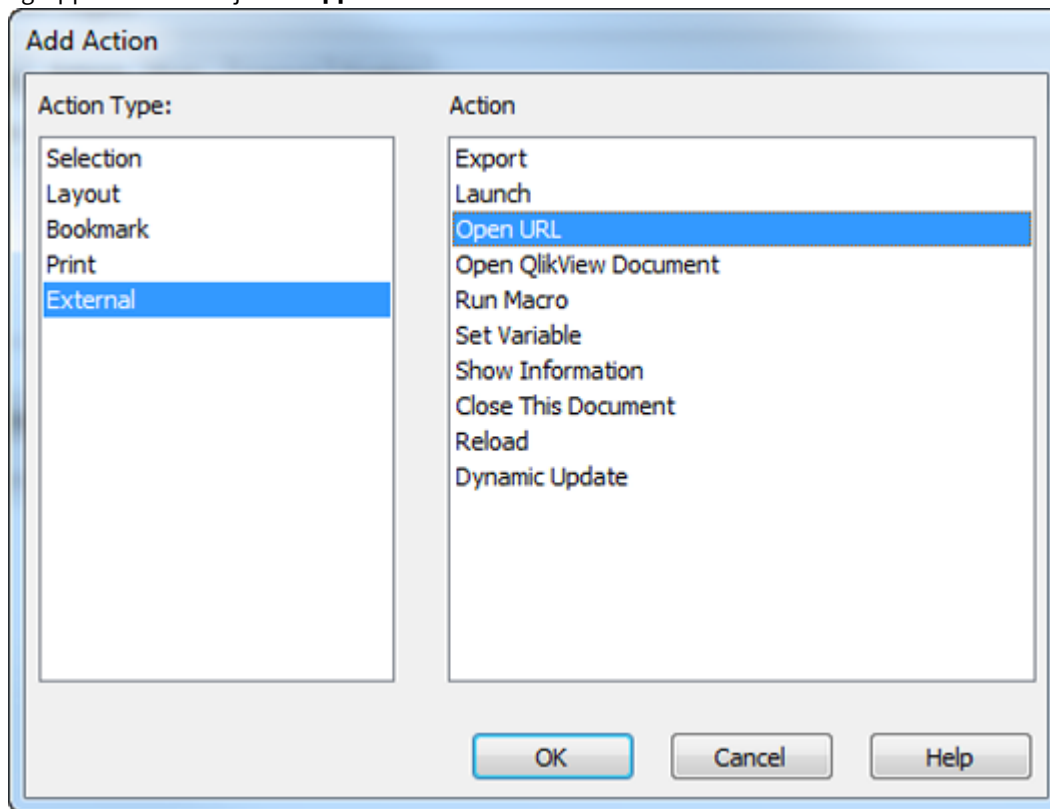 Add Action
Action Type:
Action
Selection
Layout
Bookmark
Print
External
Export
Launch
Open URL
Open QlikView Document
Run Macro
Set Variable
Show Information
Close This Document
Reload
Dynamic Update
OK
Cancel
Help